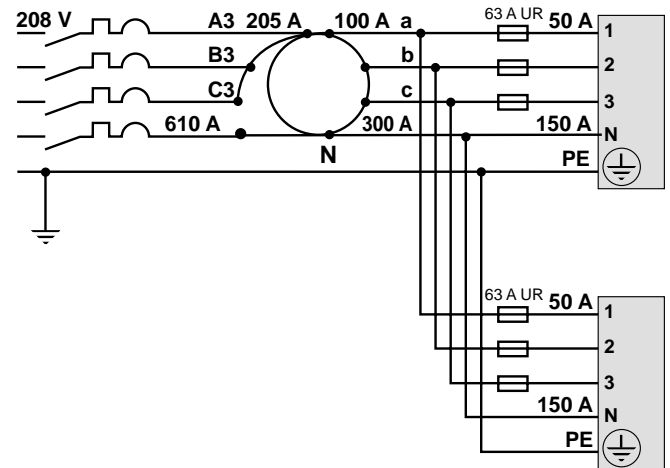 208 V A3 205 A 100 A a 63 A UR 50 A 1
B3 b 2
C3 c 3
610 A 300 A 150 A N
N
PE
63 A UR 50 A 1
2
3
150 A N
PE